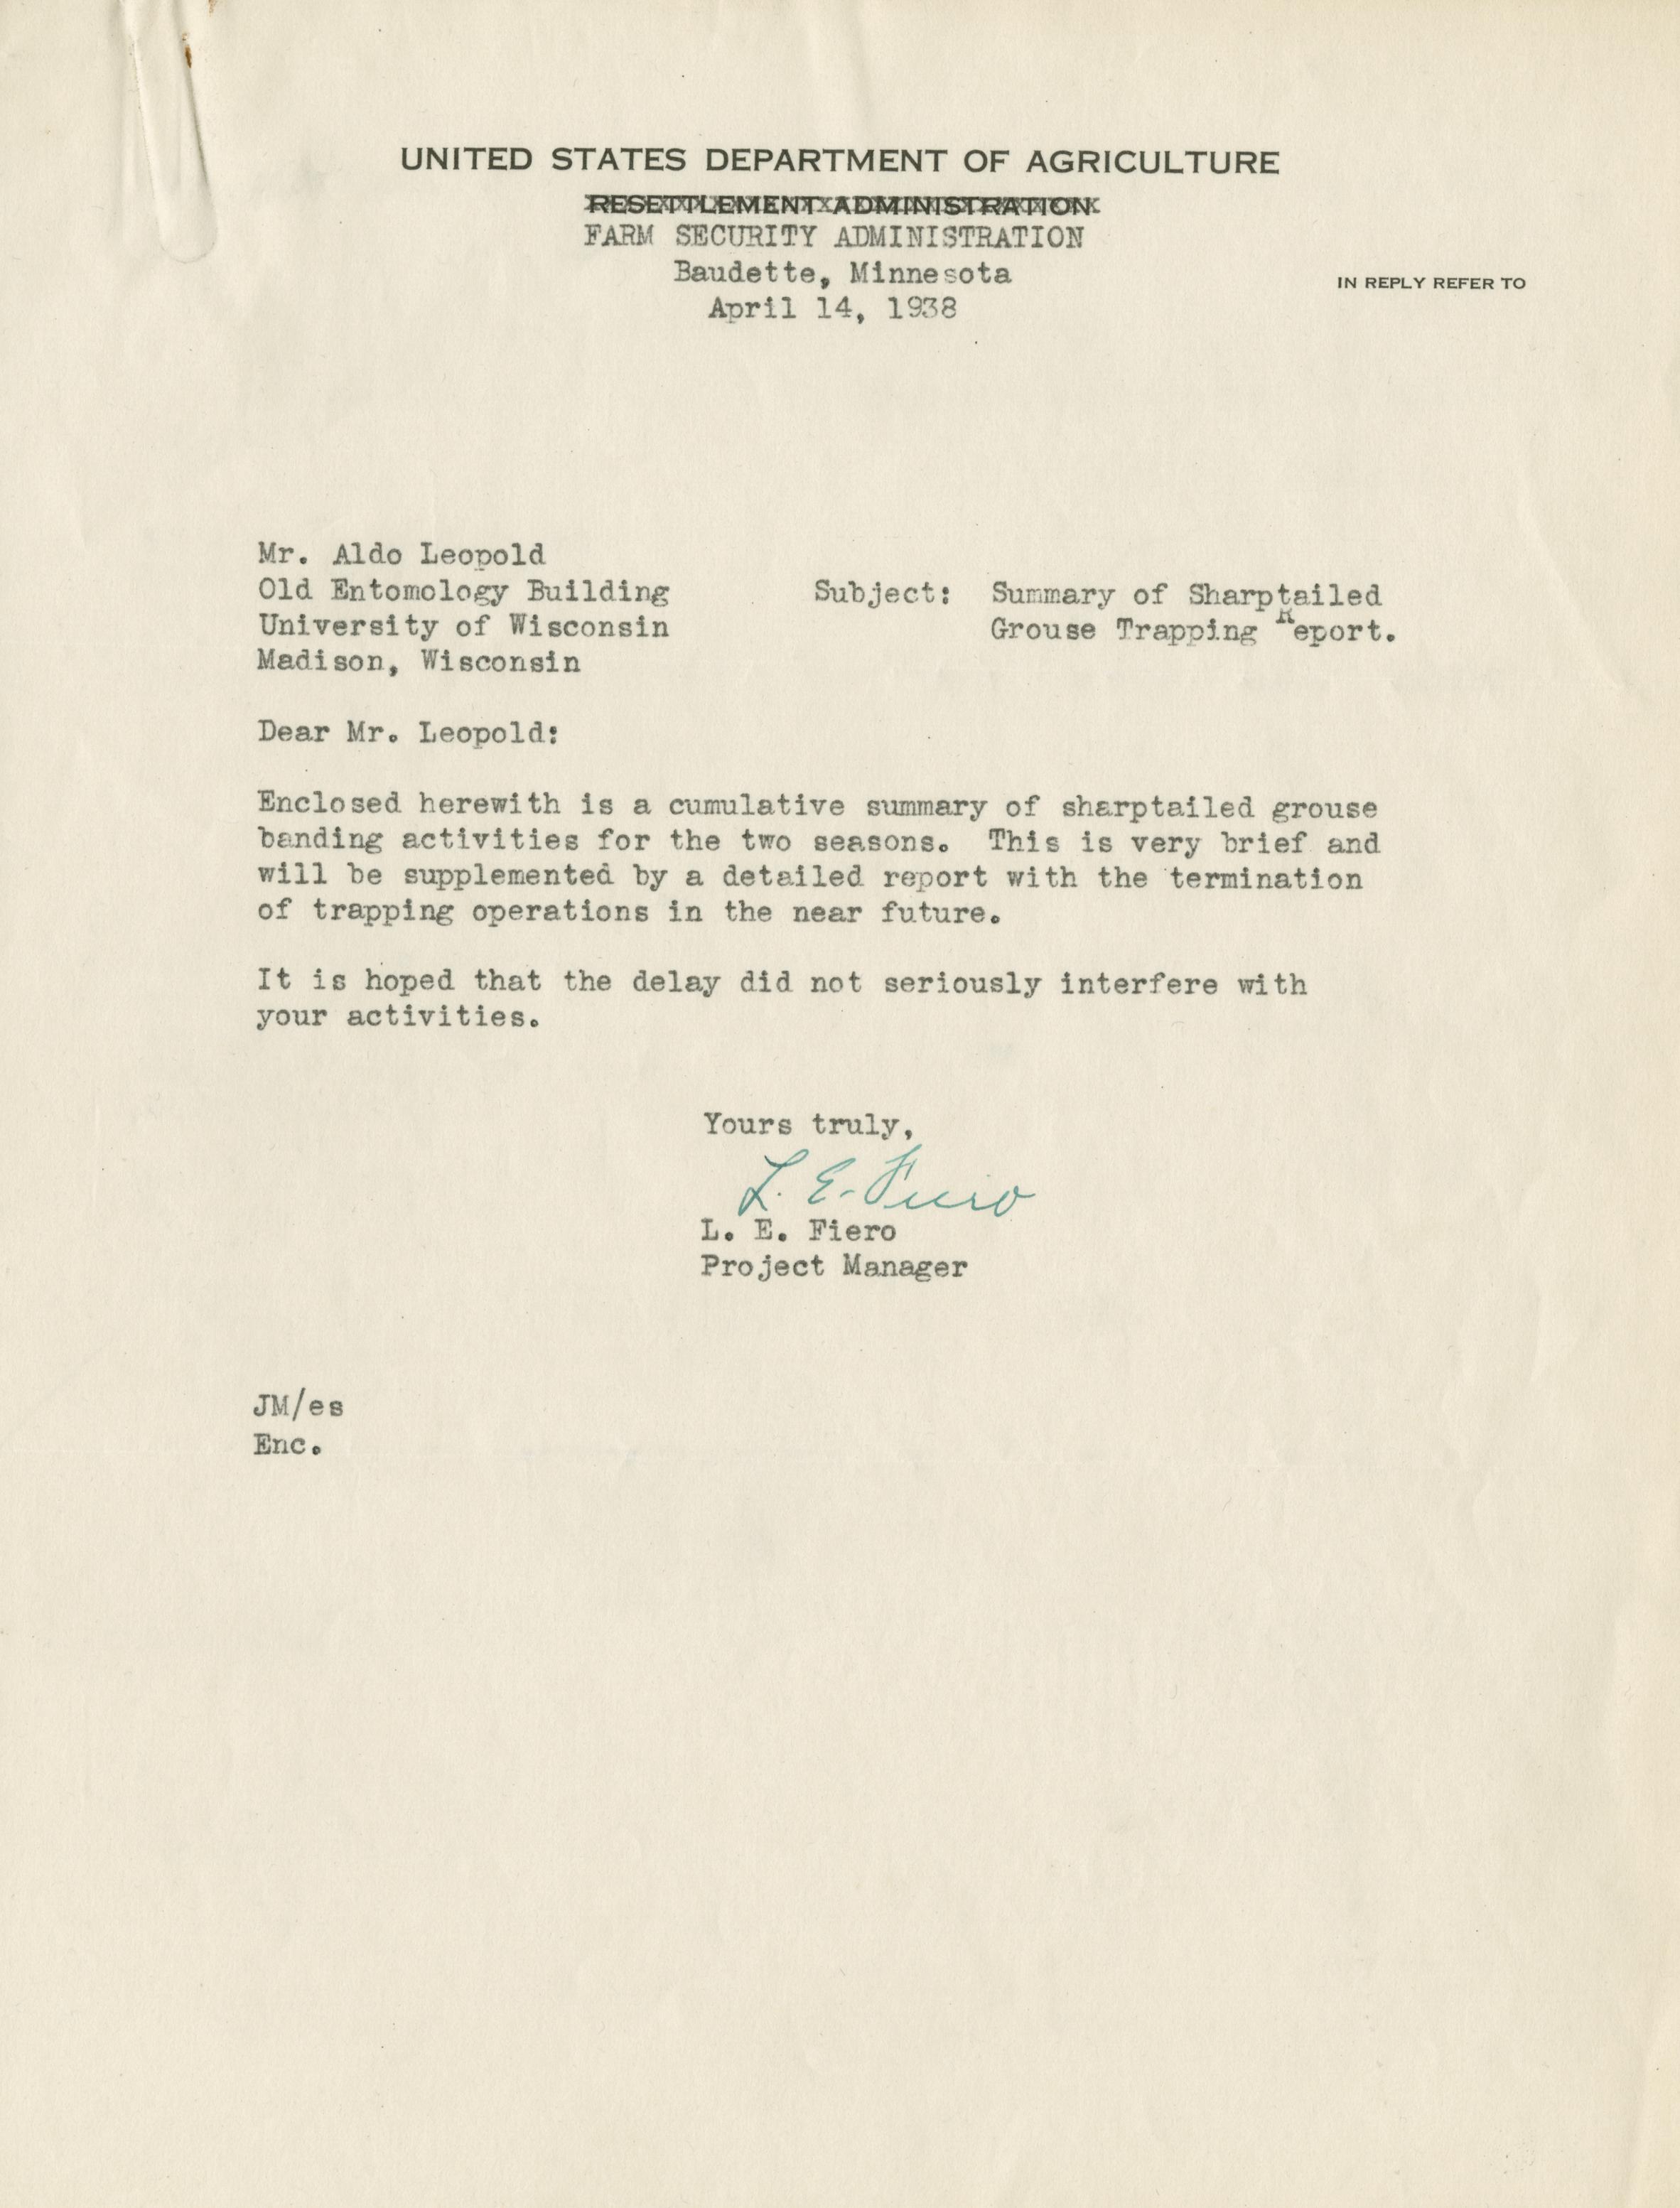 UNITED STATES DEPARTMENT OF AGRICULTURE
RESETTLEMENT ADMINISTRATION
FARM SECURITY ADMINISTRATION
Baudette, Minnesota
IN REPLY REFER TO
April 14, 1938
Mr. Aldo Leopold
Old Entomology Building
University of Wisconsin
Madison, Wisconsin
Subject: Summary of Sharptailed
Grouse Trapping Report.
Dear Mr. Leopold:
Enclosed herewith is a cumulative summary of sharptailed grouse
banding activities for the two seasons. This is very brief and
will be supplemented by a detailed report with the termination
of trapping operations in the near future.
It is hoped that the delay did not seriously interfere with
your activities.
Yours truly,
L. E. Fiero
L. E. Fiero
Project Manager
JM/es
Enc.